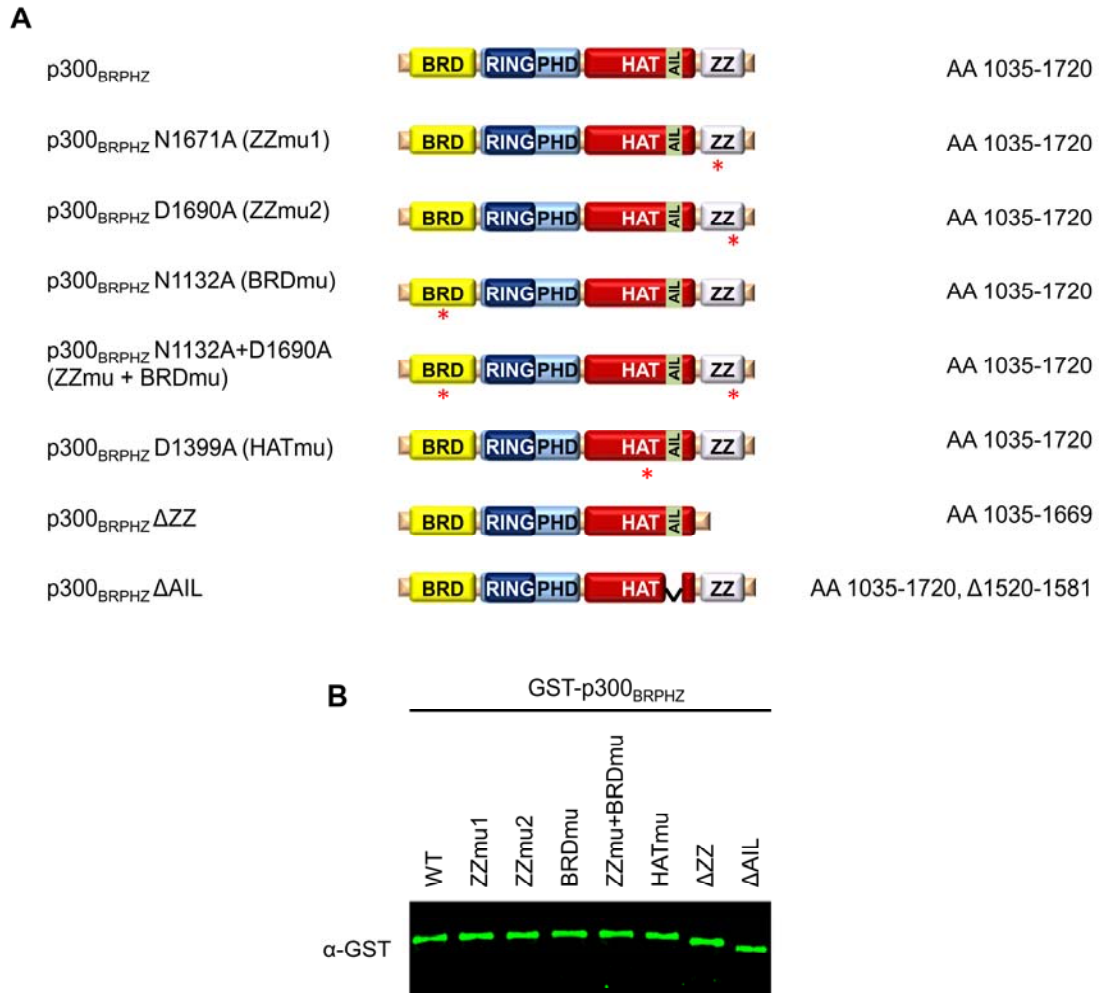 A
p300BRPHZ BRD RING PHD HAT AIL ZZ AA 1035-1720
p300BRPHZ N1671A (ZZmu1) BRD RING PHD HAT AIL ZZ AA 1035-1720
*
p300BRPHZ D1690A (ZZmu2) BRD RING PHD HAT AIL ZZ AA 1035-1720
*
p300BRPHZ N1132A (BRDmu) BRD RING PHD HAT AIL ZZ AA 1035-1720
*
p300BRPHZ N1132A+D1690A
(ZZmu + BRDmu) BRD RING PHD HAT AIL ZZ AA 1035-1720
* *
p300BRPHZ D1399A (HATmu) BRD RING PHD HAT AIL ZZ AA 1035-1720
*
p300BRPHZ ΔZZ BRD RING PHD HAT AIL AA 1035-1669
p300BRPHZ ΔAIL BRD RING PHD HAT ZZ AA 1035-1720, Δ1520-1581
B
GST-p300BRPHZ
WT
ZZmu1
ZZmu2
BRDmu
ZZmu+BRDmu
HATmu
ΔZZ
ΔAIL
α-GST